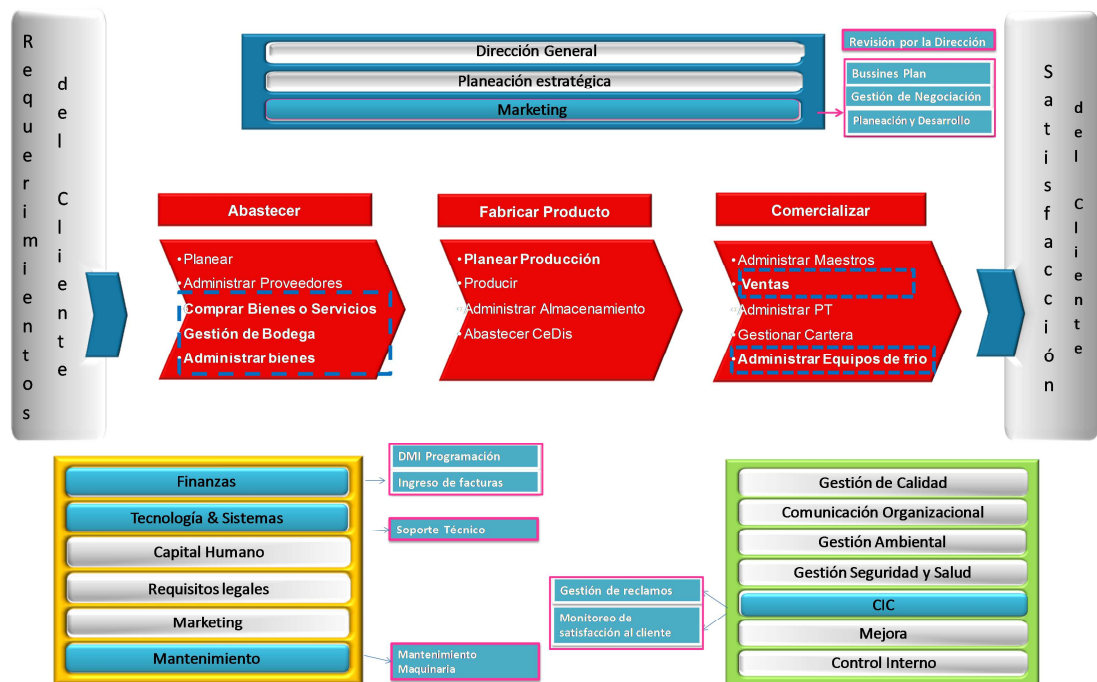 Requerimientos
del Cliente
Dirección General
Planeación estratégica
Marketing
Revisión por la Dirección
Bussines Plan
Gestión de Negociación
Planeación y Desarrollo
Satisfacción
del Cliente
Abastecer
•Planear
•Administrar Proveedores
Comprar Bienes o Servicios
Gestión de Bodega
•Administrar bienes
Fabricar Producto
•Planear Producción
•Producir
•Administrar Almacenamiento
•Abastecer CeDis
Comercializar
•Administrar Maestros
• Ventas
•Administrar PT
•Gestionar Cartera
•Administrar Equipos de frio
Finanzas
Tecnología & Sistemas
Capital Humano
Requisitos legales
Marketing
Mantenimiento
DMI Programación
Ingreso de facturas
Soporte Técnico
Mantenimiento
Maquinaria
Gestión de reclamos
Monitoreo de
satisfacción al cliente
Gestión de Calidad
Comunicación Organizacional
Gestión Ambiental
Gestión Seguridad y Salud
CIC
Mejora
Control Interno